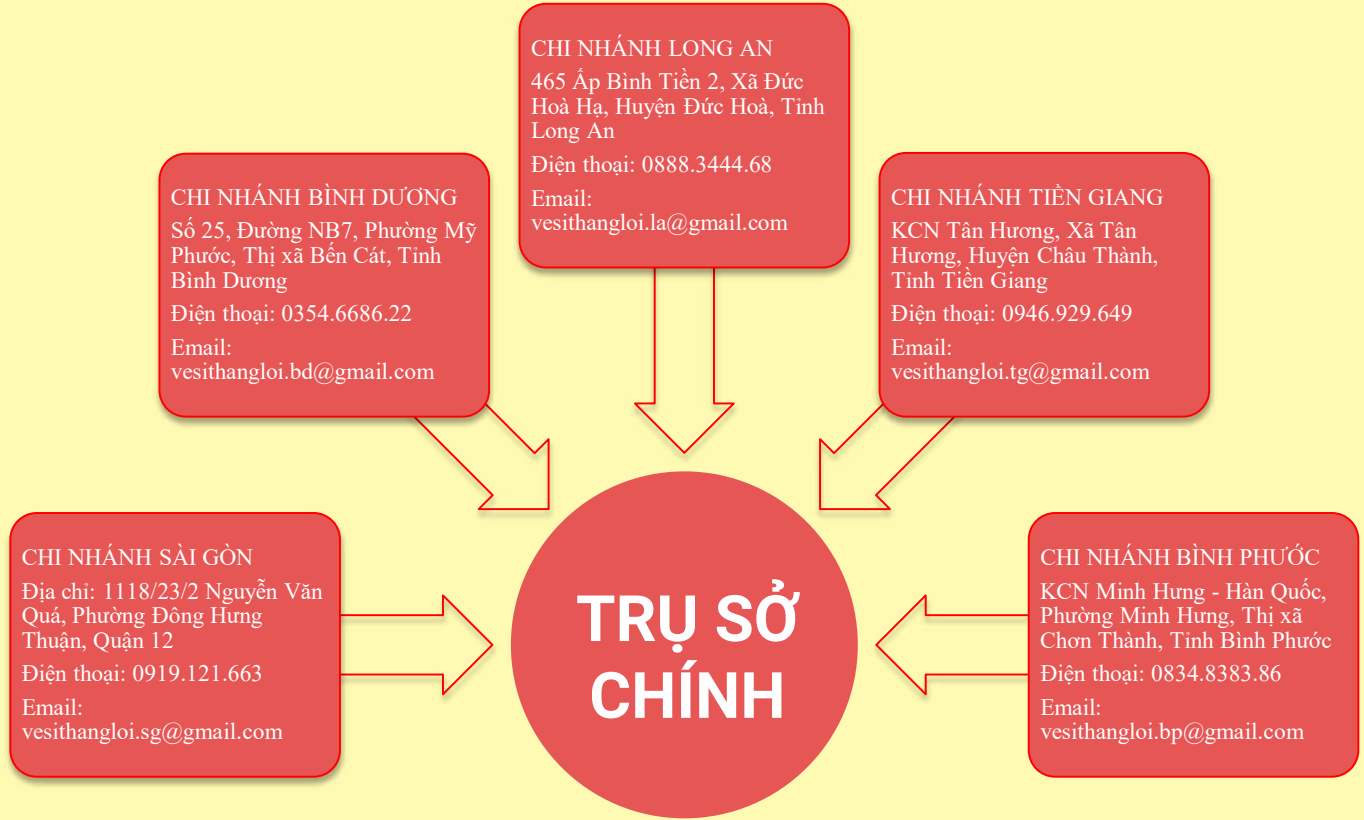 CHI NHÁNH LONG AN
465 Ấp Bình Tiền 2, Xã Đức
Hoà Hạ, Huyện Đức Hoà, Tỉnh
Long An
Điện thoại: 0888.3444.68
Email:
vesithangloi.la@gmail.com
CHI NHÁNH BÌNH DƯƠNG
Số 25, Đường NB7, Phường Mỹ
Phước, Thị xã Bến Cát, Tỉnh
Bình Dương
Điện thoại: 0354.6686.22
Email:
vesithangloi.bd@gmail.com
CHI NHÁNH TIỀN GIANG
KCN Tân Hương, Xã Tân
Hương, Huyện Châu Thành,
Tỉnh Tiền Giang
Điện thoại: 0946.929.649
Email:
vesithangloi.tg@gmail.com
CHI NHÁNH SÀI GÒN
Địa chỉ: 1118/23/2 Nguyễn Văn
Quá, Phường Đông Hưng
Thuận, Quận 12
Điện thoại: 0919.121.663
Email:
vesithangloi.sg@gmail.com
TRỤ SỞ
CHÍNH
CHI NHÁNH BÌNH PHƯỚC
KCN Minh Hưng - Hàn Quốc,
Phường Minh Hưng, Thị xã
Chơn Thành, Tỉnh Bình Phước
Điện thoại: 0834.8383.86
Email:
vesithangloi.bp@gmail.com